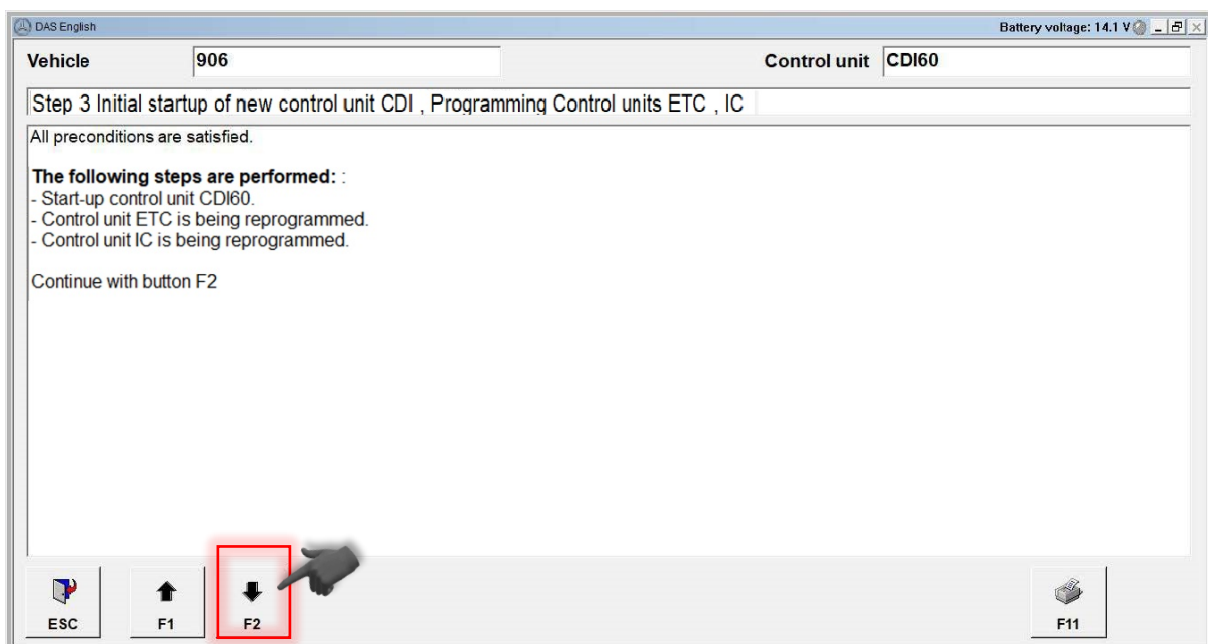 DAS English Battery voltage: 14.1 V
Vehicle 906 Control unit CDI60
Step 3 Initial startup of new control unit CDI , Programming Control units ETC , IC
All preconditions are satisfied.
The following steps are performed: :
- Start-up control unit CDI60.
- Control unit ETC is being reprogrammed.
- Control unit IC is being reprogrammed.
Continue with button F2
ESC F1 F2 F11